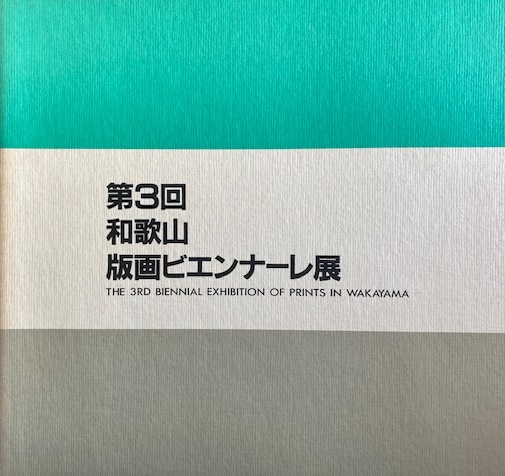 第3回
和歌山
版画ビエンナーレ展
THE 3RD BIENNIAL EXHIBITION OF PRINTS IN WAKAYAMA